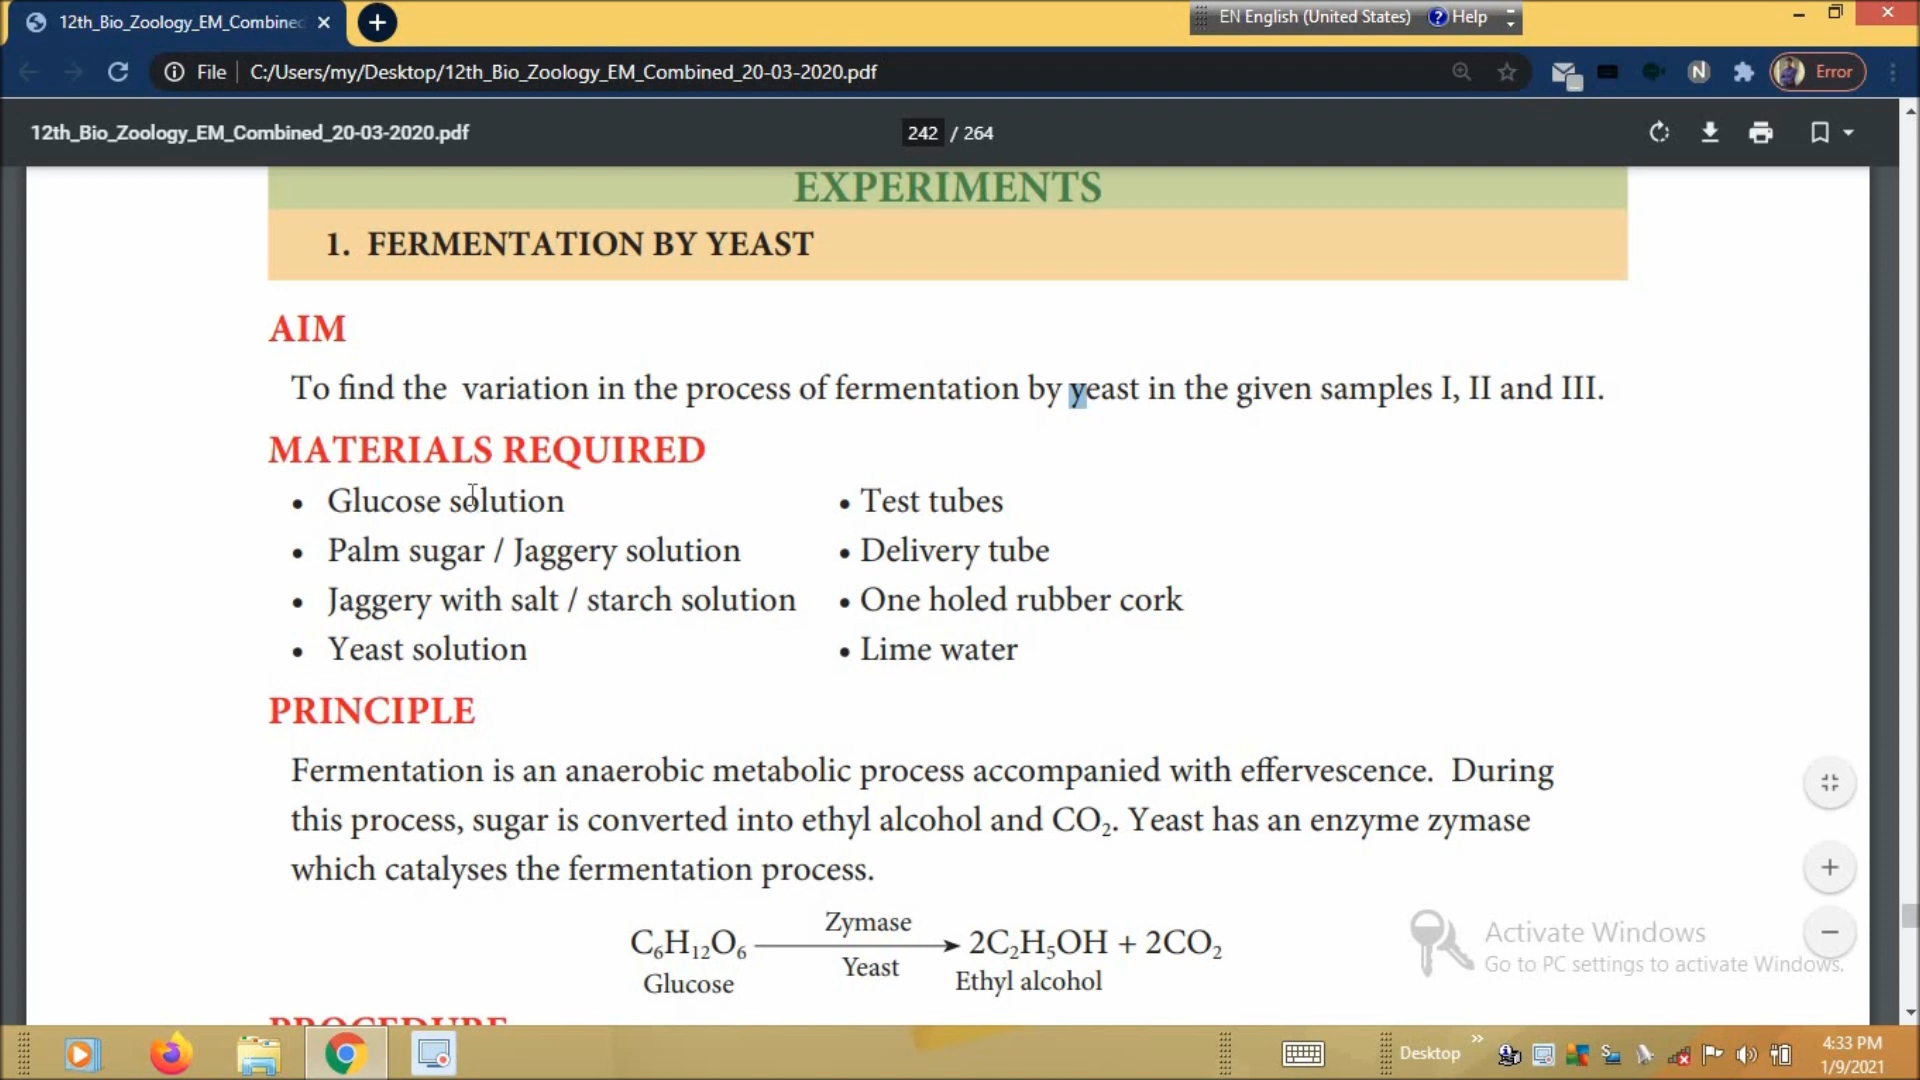 12th_Bio_Zoology_EM_Combine
EN English (United States) Help
File C:/Users/my/Desktop/12th_Bio_Zoology_EM_Combined_20-03-2020.pdf
N Error
12th_Bio_Zoology_EM_Combined_20-03-2020.pdf 242 / 264
EXPERIMENTS
1. FERMENTATION BY YEAST
AIM
To find the variation in the process of fermentation by yeast in the given samples I, II and III.
MATERIALS REQUIRED
• Glucose solution
• Palm sugar / Jaggery solution
• Jaggery with salt / starch solution
• Yeast solution
• Test tubes
• Delivery tube
• One holed rubber cork
• Lime water
PRINCIPLE
Fermentation is an anaerobic metabolic process accompanied with effervescence. During
this process, sugar is converted into ethyl alcohol and CO₂. Yeast has an enzyme zymase
which catalyses the fermentation process.
Zymase
C₆H₁₂O₆ → 2C₂H₅OH + 2CO₂
Yeast
Glucose Ethyl alcohol
PROCEDURE
Activate Windows
Go to PC settings to activate Windows.
Desktop
4:33 PM
1/9/2021